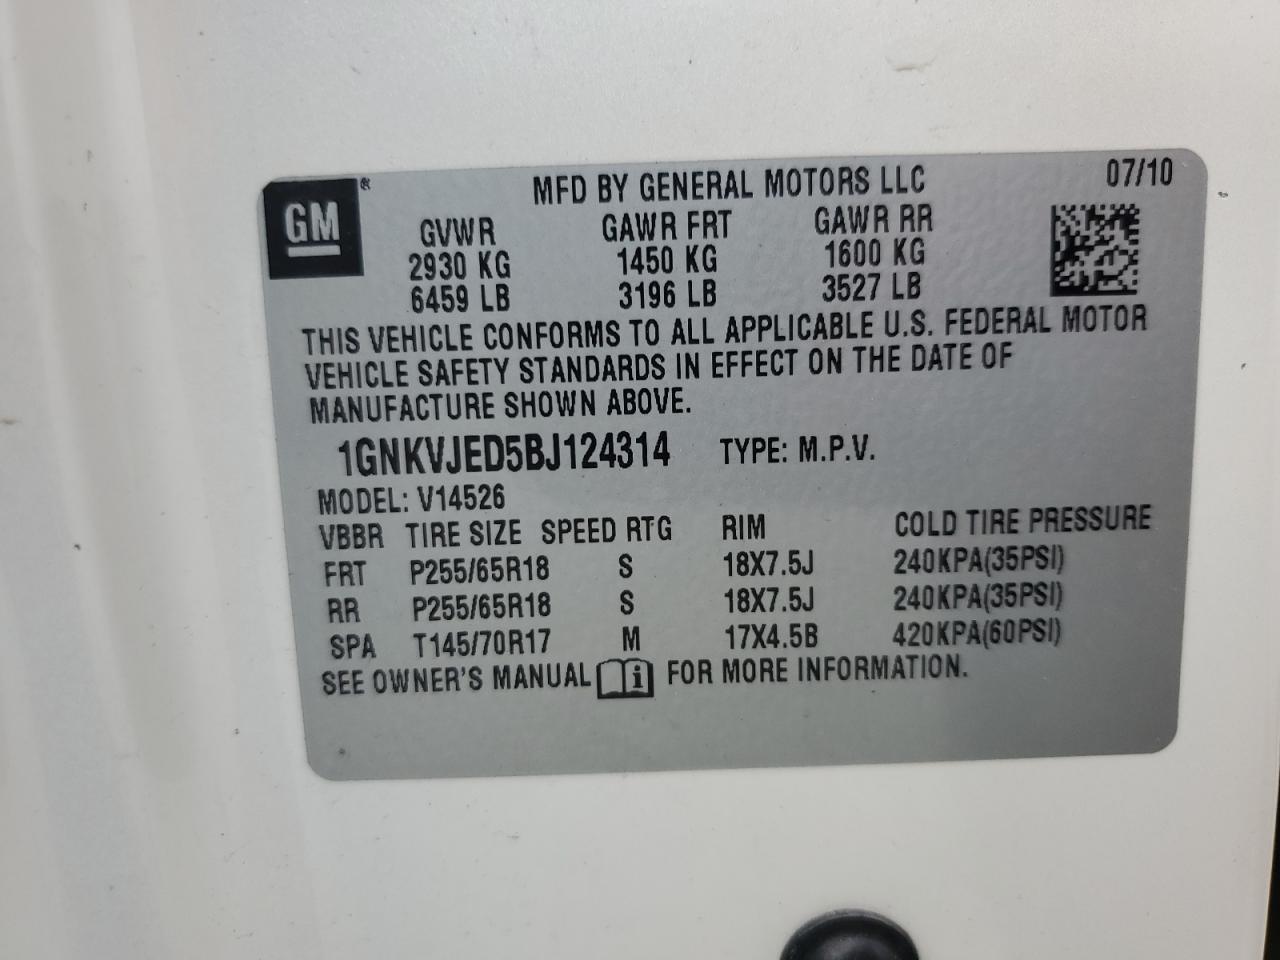 GM®
MFD BY GENERAL MOTORS LLC 07/10
GVWR GAWR FRT GAWR RR
2930 KG 1450 KG 1600 KG
6459 LB 3196 LB 3527 LB
THIS VEHICLE CONFORMS TO ALL APPLICABLE U.S. FEDERAL MOTOR
VEHICLE SAFETY STANDARDS IN EFFECT ON THE DATE OF
MANUFACTURE SHOWN ABOVE.
1GNKVJED5BJ124314 TYPE: M.P.V.
MODEL: V14526
VBBR TIRE SIZE SPEED RTG RIM COLD TIRE PRESSURE
FRT P255/65R18 S 18X7.5J 240KPA(35PSI)
RR P255/65R18 S 18X7.5J 240KPA(35PSI)
SPA T145/70R17 M 17X4.5B 420KPA(60PSI)
SEE OWNER'S MANUAL i FOR MORE INFORMATION.